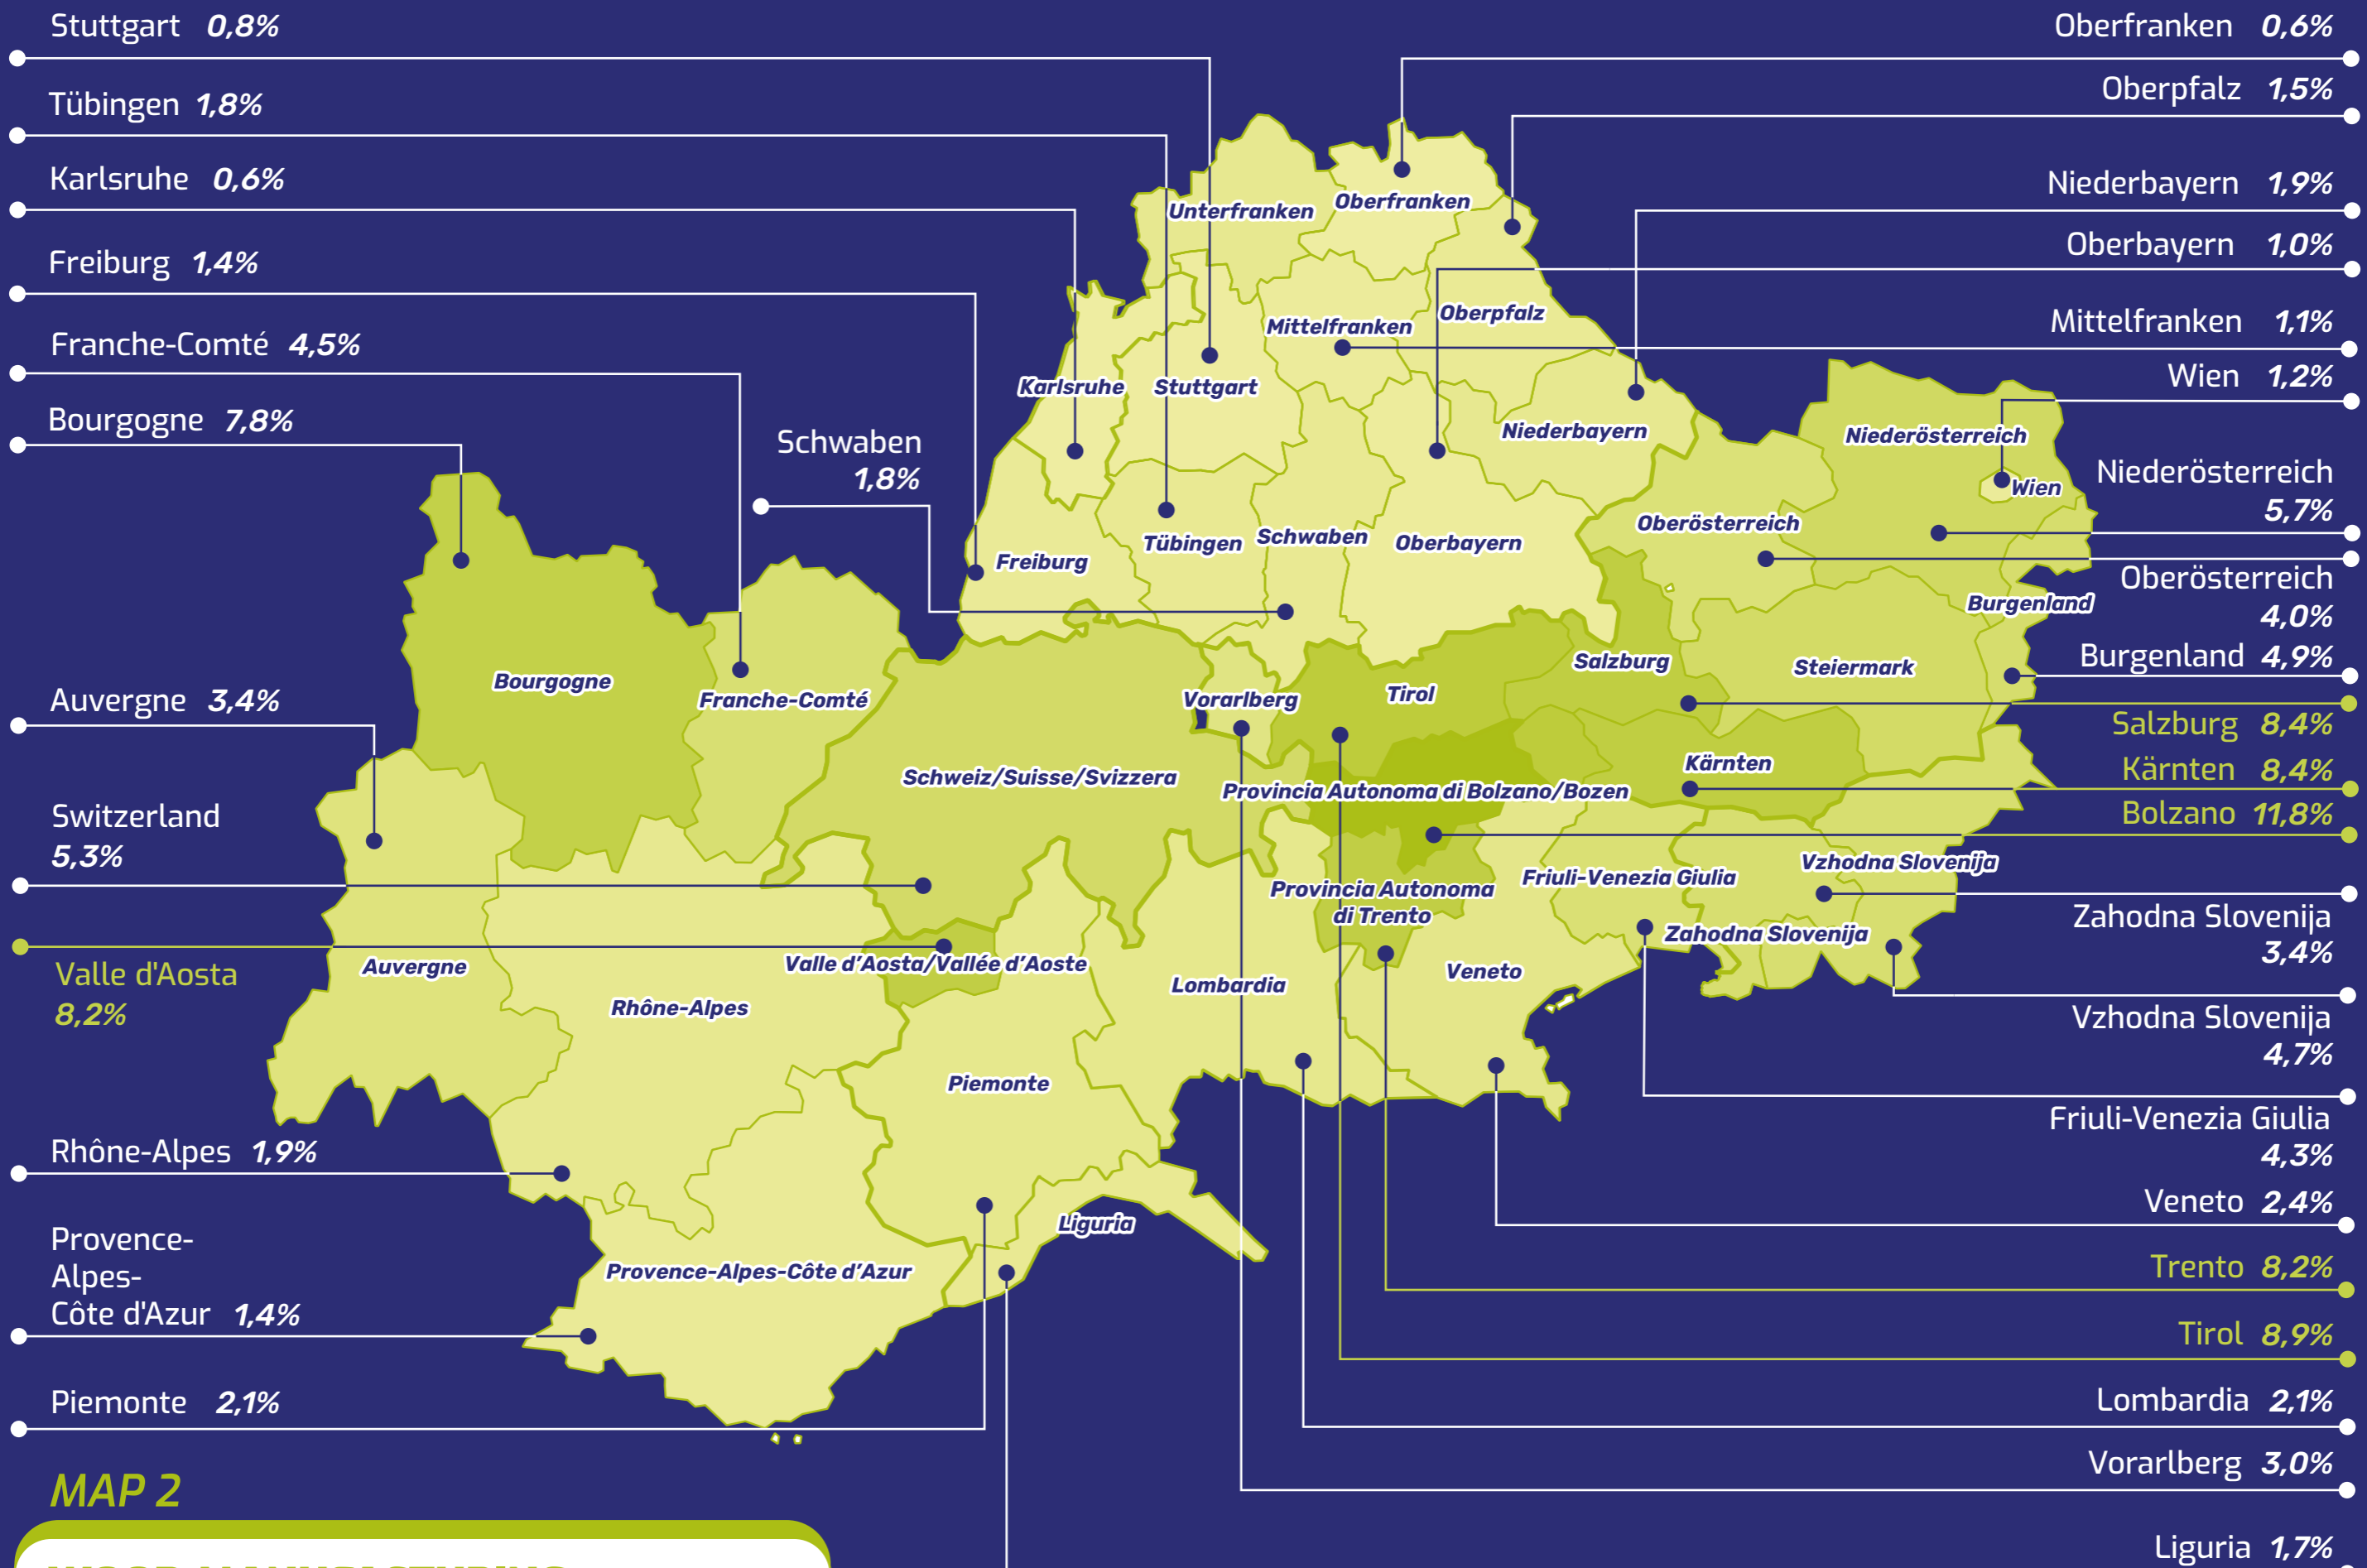 Stuttgart 0,8%
Tübingen 1,8%
Karlsruhe 0,6%
Freiburg 1,4%
Franche-Comté 4,5%
Bourgogne 7,8%
Schwaben
1,8%
Auvergne 3,4%
Switzerland
5,3%
Valle d'Aosta
8,2%
Rhône-Alpes 1,9%
Provence-
Alpes-
Côte d'Azur 1,4%
Piemonte 2,1%
MAP 2
Oberfranken 0,6%
Oberpfalz 1,5%
Niederbayern 1,9%
Oberbayern 1,0%
Mittelfranken 1,1%
Wien 1,2%
Niederösterreich
5,7%
Oberösterreich
4,0%
Burgenland 4,9%
Salzburg 8,4%
Kärnten 8,4%
Bolzano 11,8%
Zahodna Slovenija
3,4%
Vzhodna Slovenija
4,7%
Friuli-Venezia Giulia
4,3%
Veneto 2,4%
Trento 8,2%
Tirol 8,9%
Lombardia 2,1%
Vorarlberg 3,0%
Liguria 1,7%
Unterfranken
Oberfranken
Mittelfranken
Oberpfalz
Karlsruhe
Stuttgart
Niederbayern
Niederösterreich
Wien
Oberösterreich
Freiburg
Tübingen
Schwaben
Oberbayern
Burgenland
Bourgogne
Franche-Comté
Vorarlberg
Tirol
Salzburg
Steiermark
Schweiz/Suisse/Svizzera
Provincia Autonoma di Bolzano/Bozen
Kärnten
Provincia Autonoma
di Trento
Friuli-Venezia Giulia
Vzhodna Slovenija
Zahodna Slovenija
Auvergne
Valle d’Aosta/Vallée d’Aoste
Lombardia
Veneto
Rhône-Alpes
Piemonte
Liguria
Provence-Alpes-Côte d’Azur